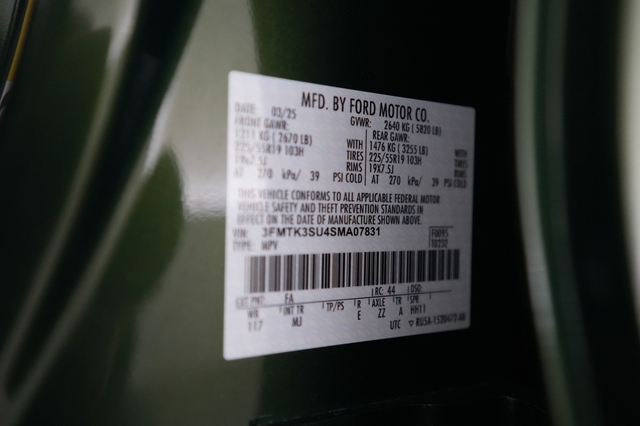 MFD. BY FORD MOTOR CO.
DATE: 03/25 GVWR: 2640 KG ( 5820 LB)
FRONT GAWR: REAR GAWR:
1211 KG ( 2670 LB) WITH 1476 KG ( 3255 LB) WITH
225/55R19 103H TIRES 225/55R19 103H TIRES
19x7.5J RIMS 19X7.5J RIMS
AT 270 kPa/ 39 PSI COLD AT 270 kPa/ 39 PSI COLD
THIS VEHICLE CONFORMS TO ALL APPLICABLE FEDERAL MOTOR
VEHICLE SAFETY AND THEFT PREVENTION STANDARDS IN
EFFECT ON THE DATE OF MANUFACTURE SHOWN ABOVE.
VIN: 3FMTK3SU4SMA07831 F0095
TYPE: MPV T0232
RC: 44 DSO:
EXT PNT: FA
WB INT TR TP/PS R AXLE TR SPR
117 MJ E ZZ A HH11
UTC